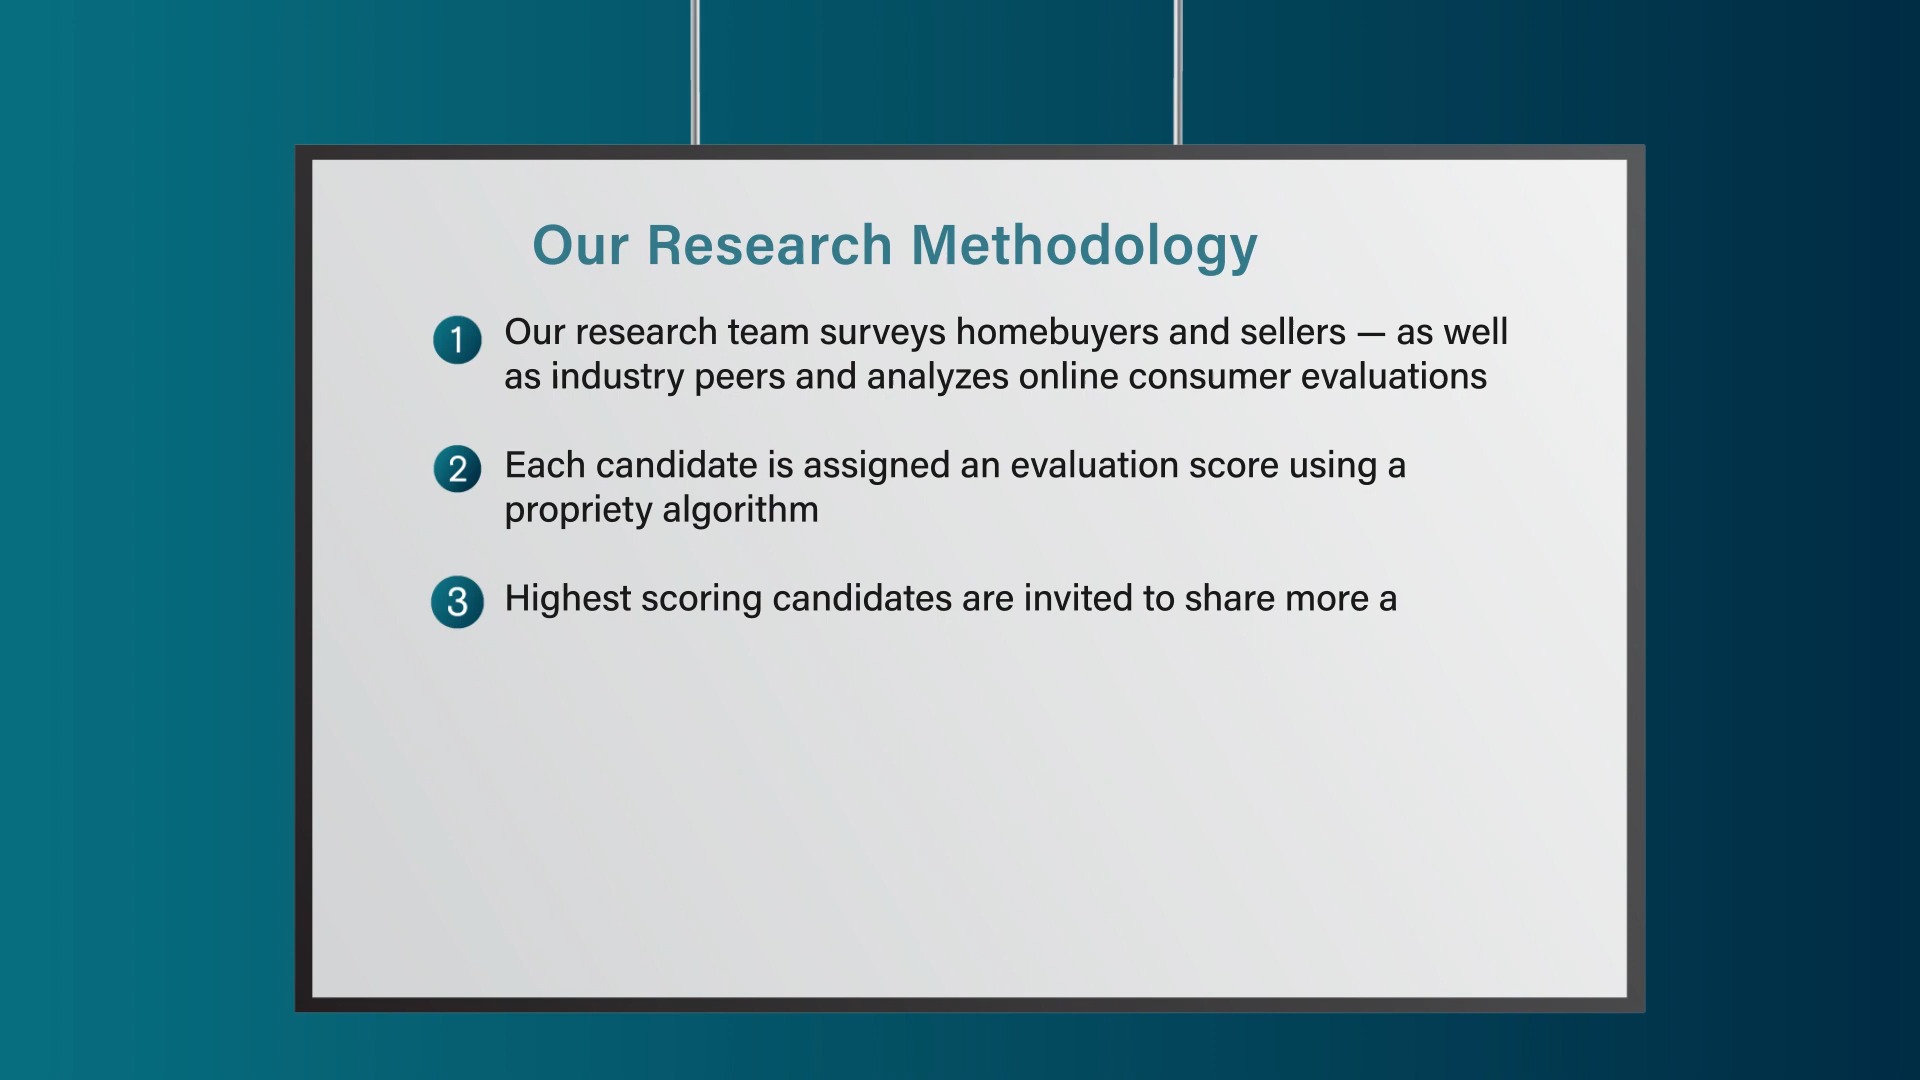 Our Research Methodology
1 Our research team surveys homebuyers and sellers — as well
as industry peers and analyzes online consumer evaluations
2 Each candidate is assigned an evaluation score using a
propriety algorithm
3 Highest scoring candidates are invited to share more a